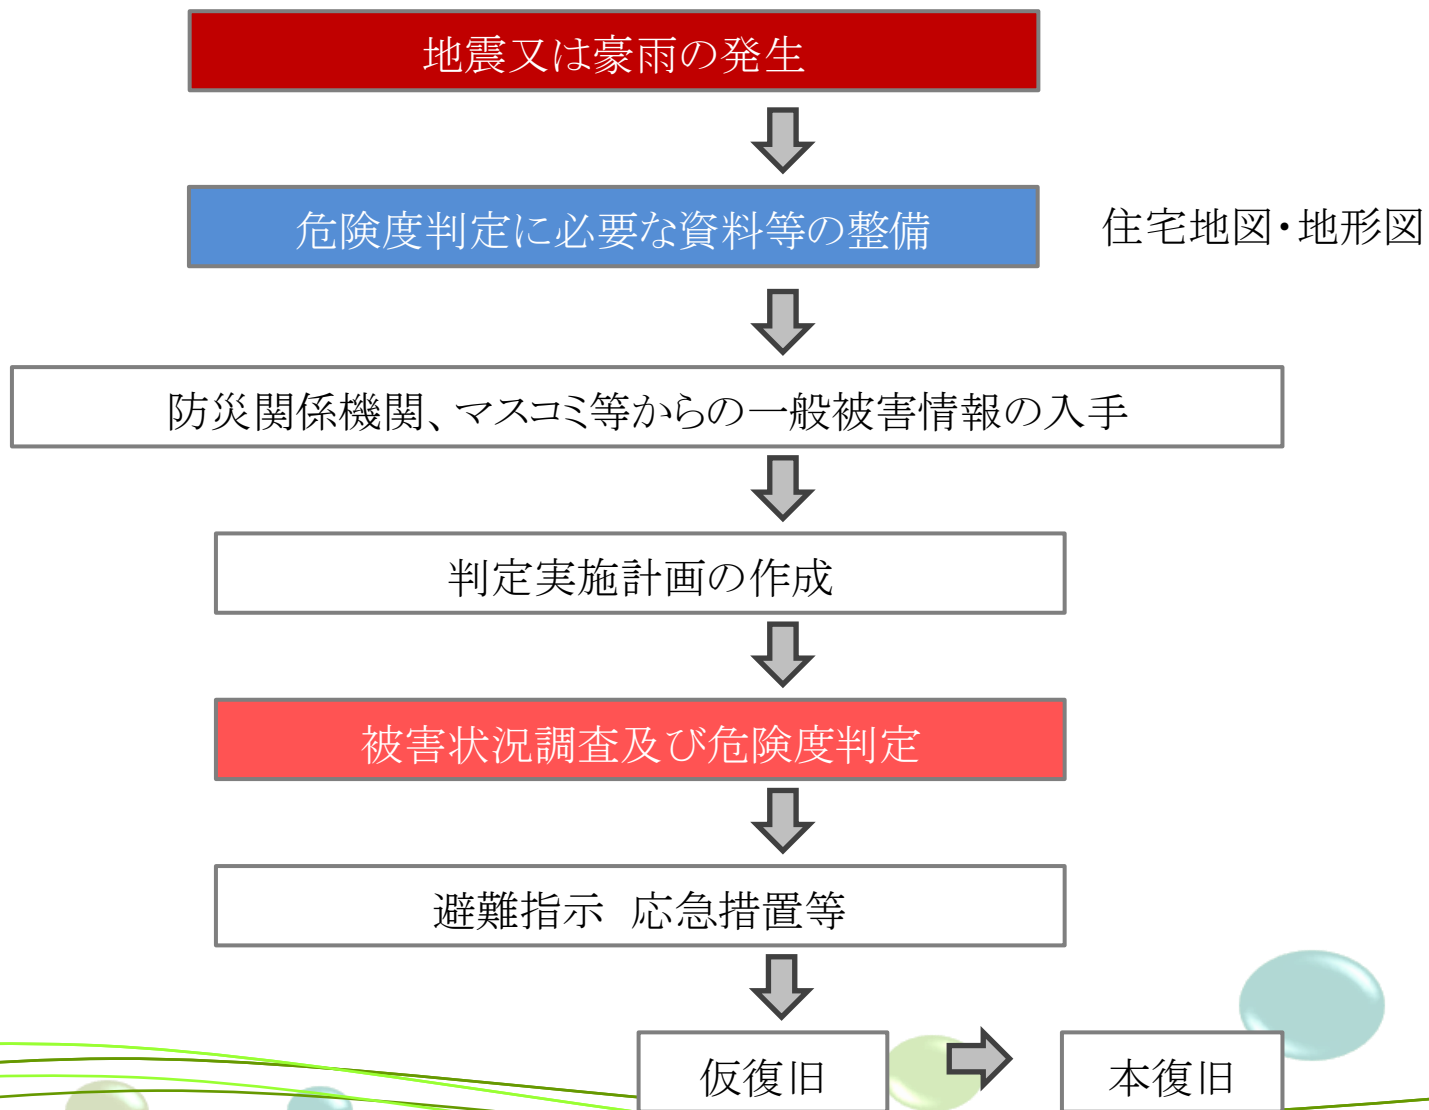 地震又は豪雨の発生
危険度判定に必要な資料等の整備
住宅地図・地形図
防災関係機関、マスコミ等からの一般被害情報の入手
判定実施計画の作成
被害状況調査及び危険度判定
避難指示　応急措置等
仮復旧
本復旧